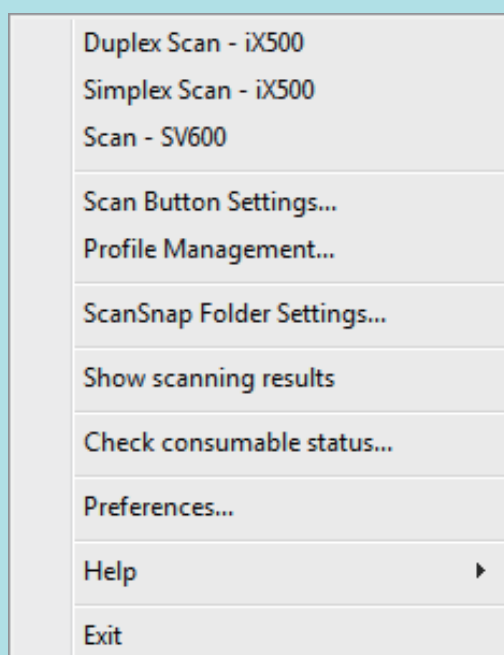 Duplex Scan - iX500
Simplex Scan - iX500
Scan - SV600
Scan Button Settings...
Profile Management...
ScanSnap Folder Settings...
Show scanning results
Check consumable status...
Preferences...
Help
Exit